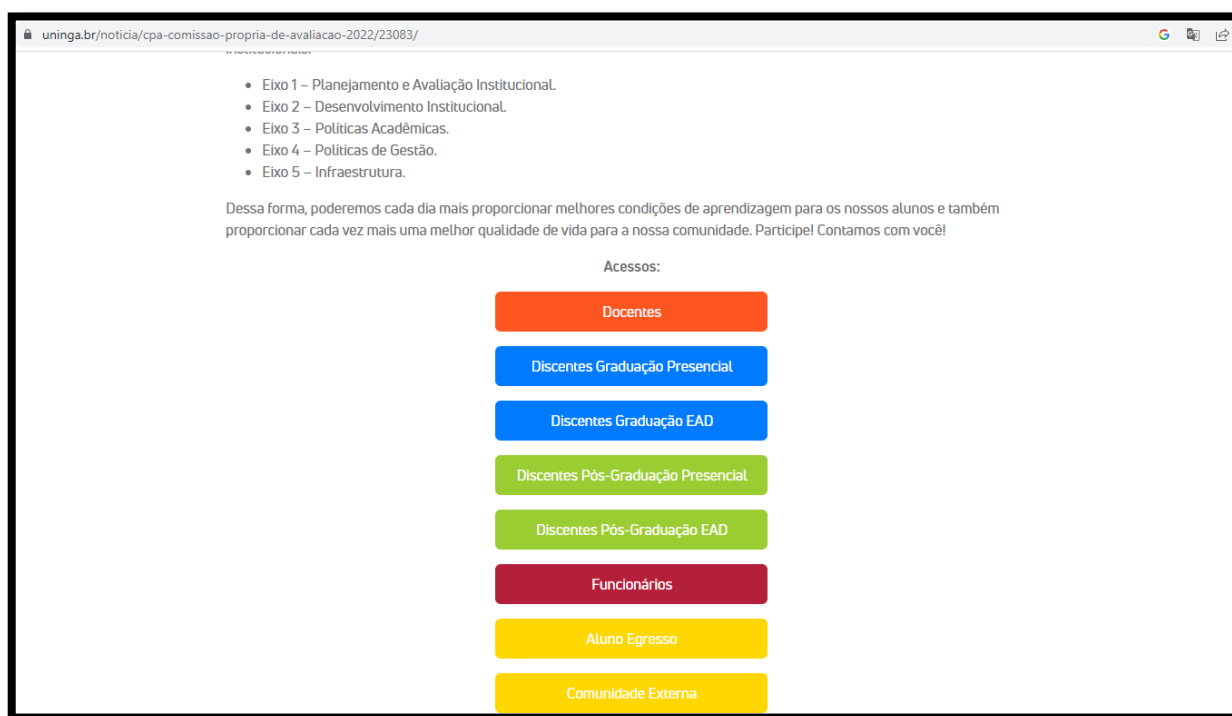 uninga.br/noticia/cpa-comissao-propria-de-avaliacao-2022/23083/
• Eixo 1 – Planejamento e Avaliação Institucional.
• Eixo 2 – Desenvolvimento Institucional.
• Eixo 3 – Políticas Acadêmicas.
• Eixo 4 – Políticas de Gestão.
• Eixo 5 – Infraestrutura.
Dessa forma, poderemos cada dia mais proporcionar melhores condições de aprendizagem para os nossos alunos e também
proporcionar cada vez mais uma melhor qualidade de vida para a nossa comunidade. Participe! Contamos com você!
Acessos:
Docentes
Discentes Graduação Presencial
Discentes Graduação EAD
Discentes Pós-Graduação Presencial
Discentes Pós-Graduação EAD
Funcionários
Aluno Egresso
Comunidade Externa